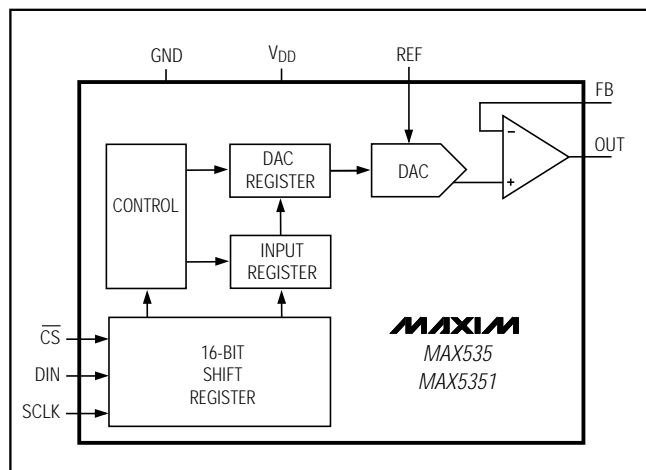 GND
VDD
REF
FB
OUT
DAC
REGISTER
DAC
CONTROL
INPUT
REGISTER
16-BIT
SHIFT
REGISTER
CS
DIN
SCLK
MAXIM
MAX535
MAX5351
-
+